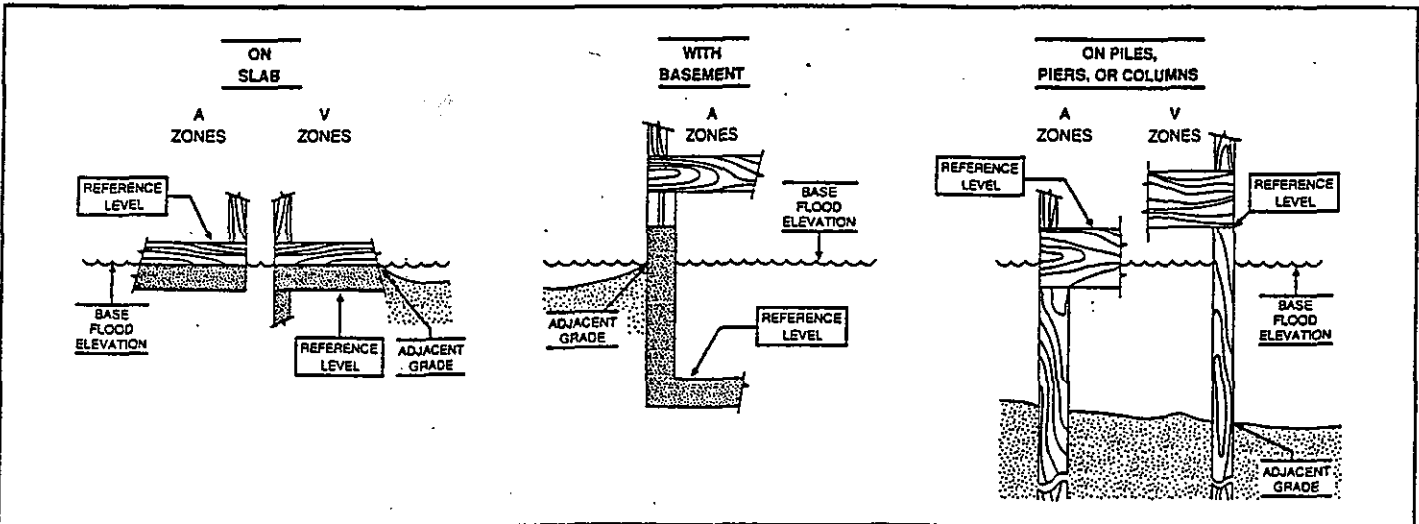 ON
SLAB
A
ZONES
V
ZONES
REFERENCE
LEVEL
BASE
FLOOD
ELEVATION
REFERENCE
LEVEL
ADJACENT
GRADE
WITH
BASEMENT
A
ZONES
BASE
FLOOD
ELEVATION
ADJACENT
GRADE
REFERENCE
LEVEL
ON PILES,
PIERS, OR COLUMNS
A
ZONES
V
ZONES
REFERENCE
LEVEL
REFERENCE
LEVEL
BASE
FLOOD
ELEVATION
ADJACENT
GRADE